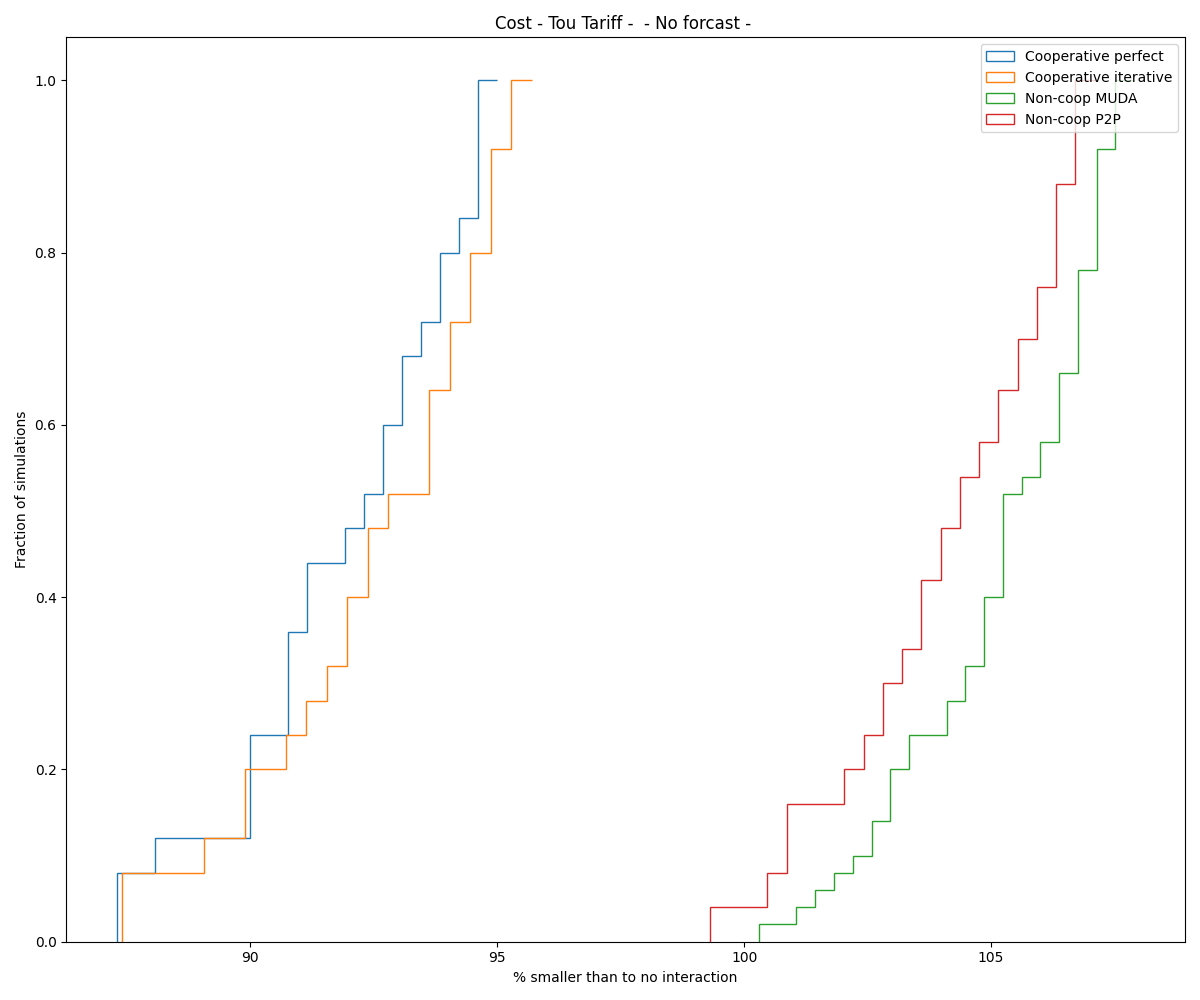 Cost - Tou Tariff -  - No forcast -
Cooperative perfect
Cooperative iterative
Non-coop MUDA
Non-coop P2P
Fraction of simulations
1.0
0.8
0.6
0.4
0.2
0.0
90
95
100
105
% smaller than to no interaction